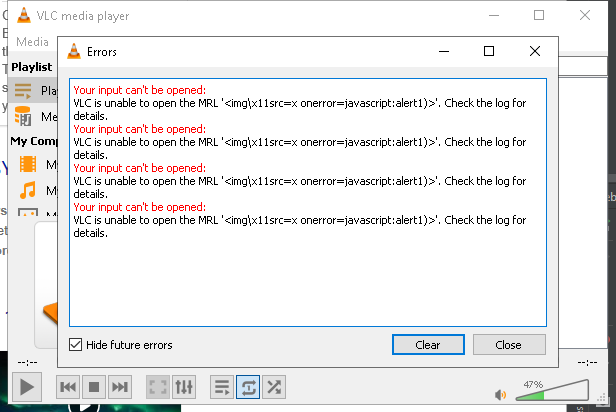 VLC media player
Media
Errors
Playlist
My Comp
Your input can't be opened:
VLC is unable to open the MRL '<img\x11src=x onerror=javascript:alert1)>'. Check the log for
details.
Your input can't be opened:
VLC is unable to open the MRL '<img\x11src=x onerror=javascript:alert1)>'. Check the log for
details.
Your input can't be opened:
VLC is unable to open the MRL '<img\x11src=x onerror=javascript:alert1)>'. Check the log for
details.
Your input can't be opened:
VLC is unable to open the MRL '<img\x11src=x onerror=javascript:alert1)>'. Check the log for
details.
Hide future errors
Clear
Close
--:--
--:--
47%